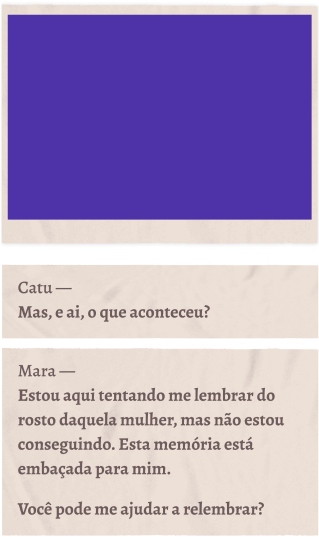 Catu —
Mas, e ai, o que aconteceu?
Mara —
Estou aqui tentando me lembrar do
rosto daquela mulher, mas não estou
conseguindo. Esta memória está
embaçada para mim.
Você pode me ajudar a relembrar?